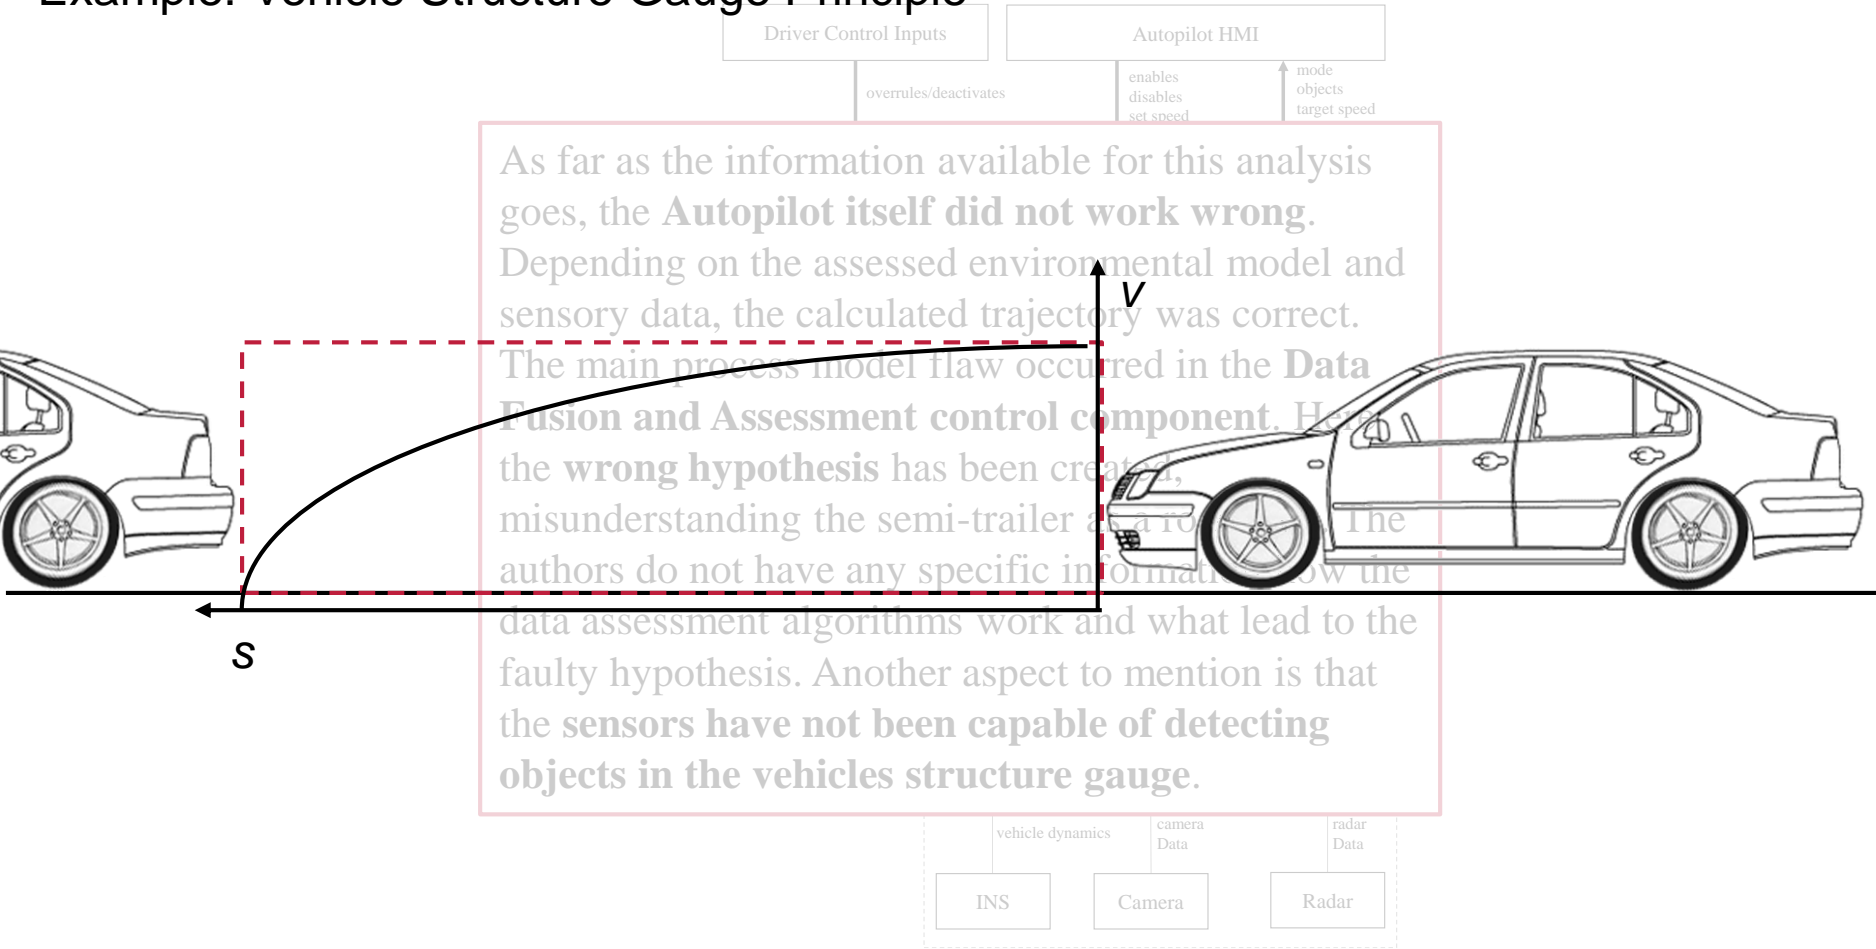 Example: Vehicle Structure Gauge Principle
Driver Control Inputs
Autopilot HMI
overrules/deactivates
enables
disables
set speed
mode
objects
target speed
As far as the information available for this analysis
goes, the Autopilot itself did not work wrong.
Depending on the assessed environmental model and
sensory data, the calculated trajectory was correct.
The main process model flaw occurred in the Data
Fusion and Assessment control component. Here
the wrong hypothesis has been created,
misunderstanding the semi-trailer as a The
authors do not have any specific information how the
data assessment algorithms work and what lead to the
faulty hypothesis. Another aspect to mention is that
the sensors have not been capable of detecting
objects in the vehicles structure gauge.
v
s
vehicle dynamics
camera
Data
radar
Data
INS
Camera
Radar